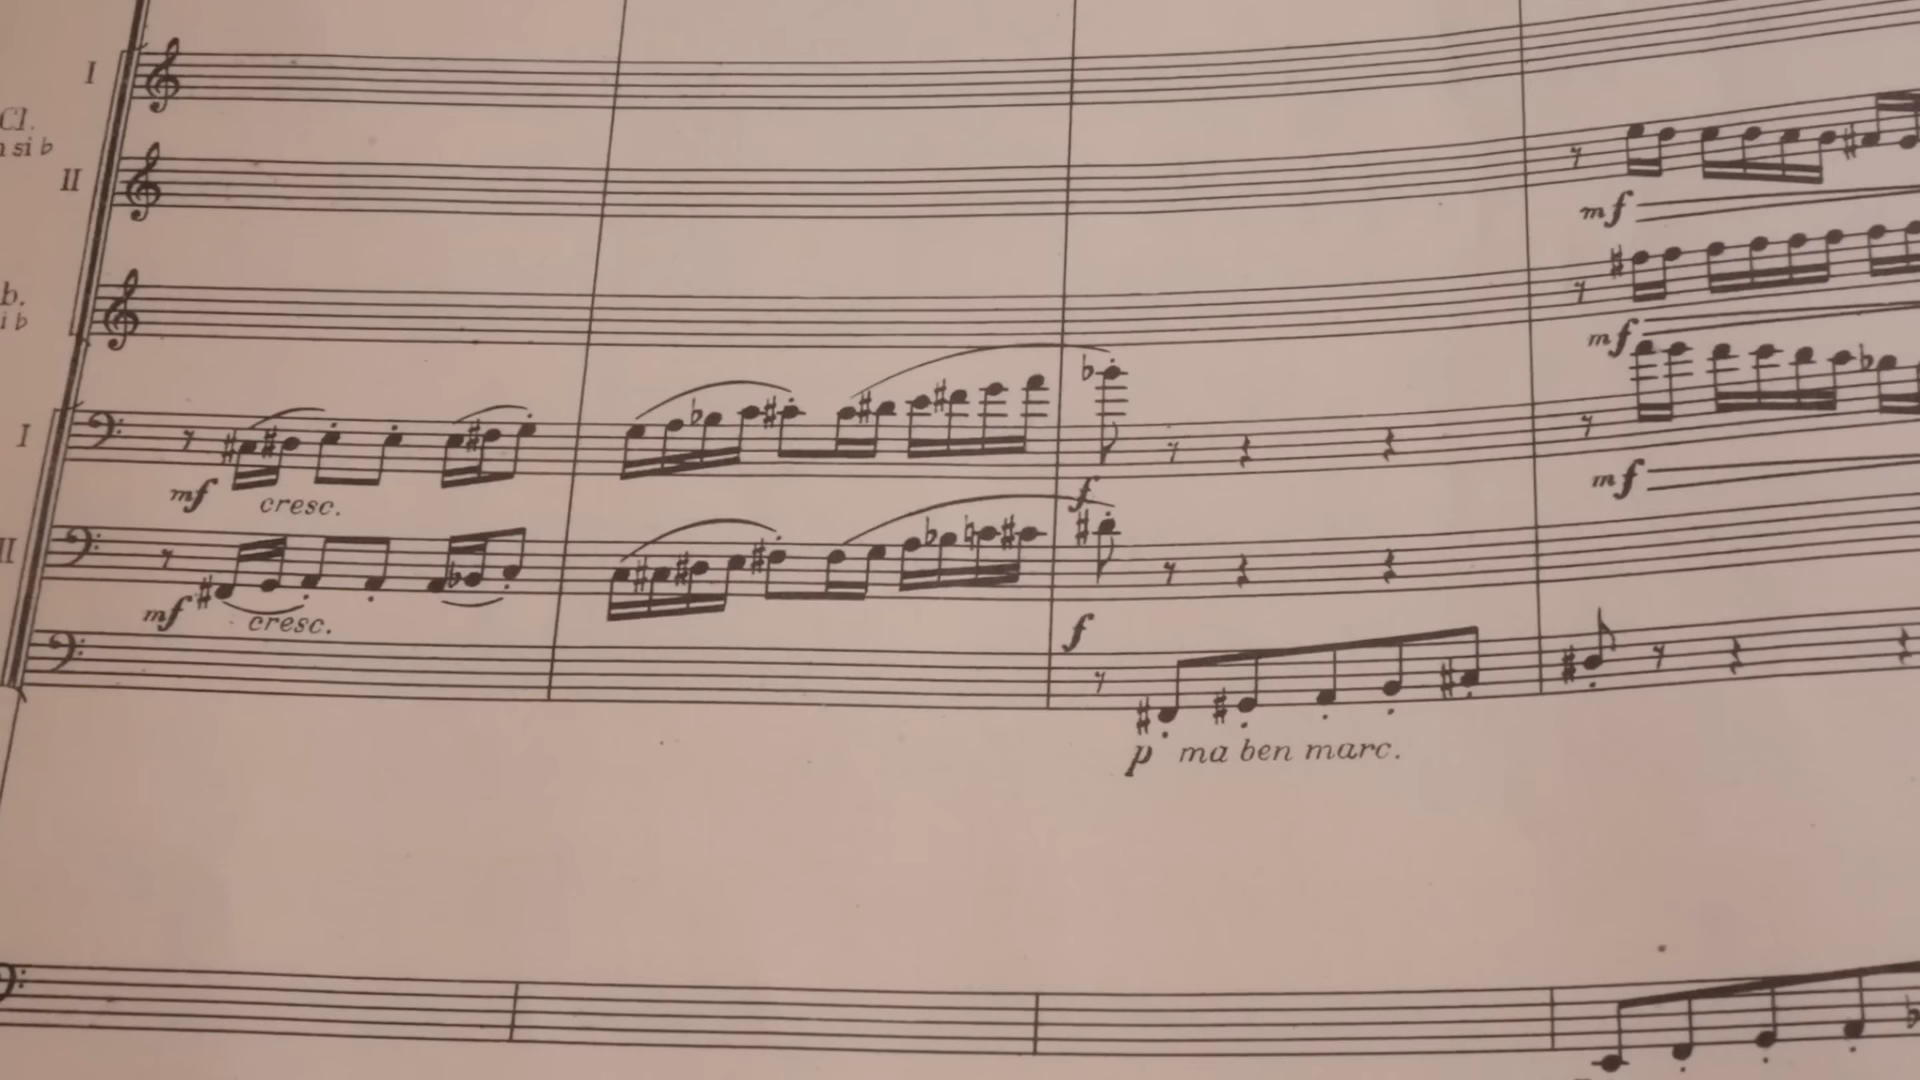 I
Cl.
si b
II
mf
b.
i b
mf
I
mf
cresc.
f
mf
II
mf
cresc.
f
p ma ben marc.